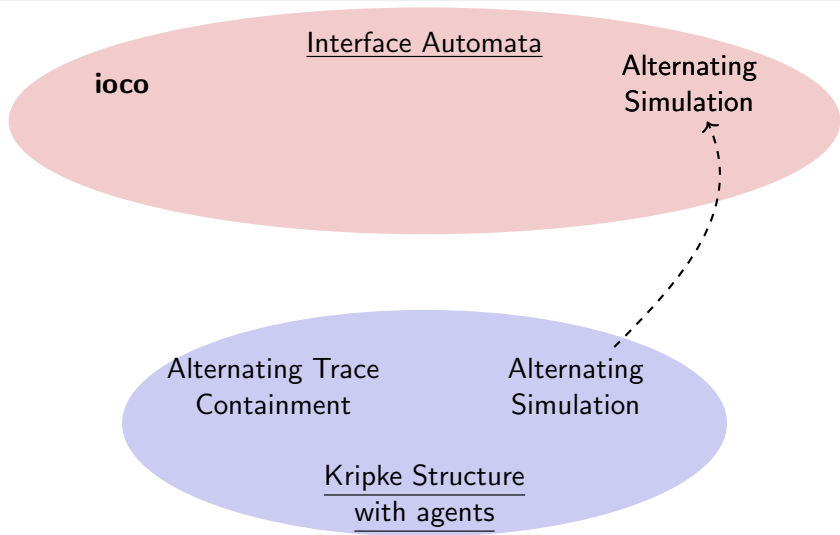 Interface Automata
ioco
Alternating
Simulation
Alternating Trace
Containment
Alternating
Simulation
Kripke Structure
with agents